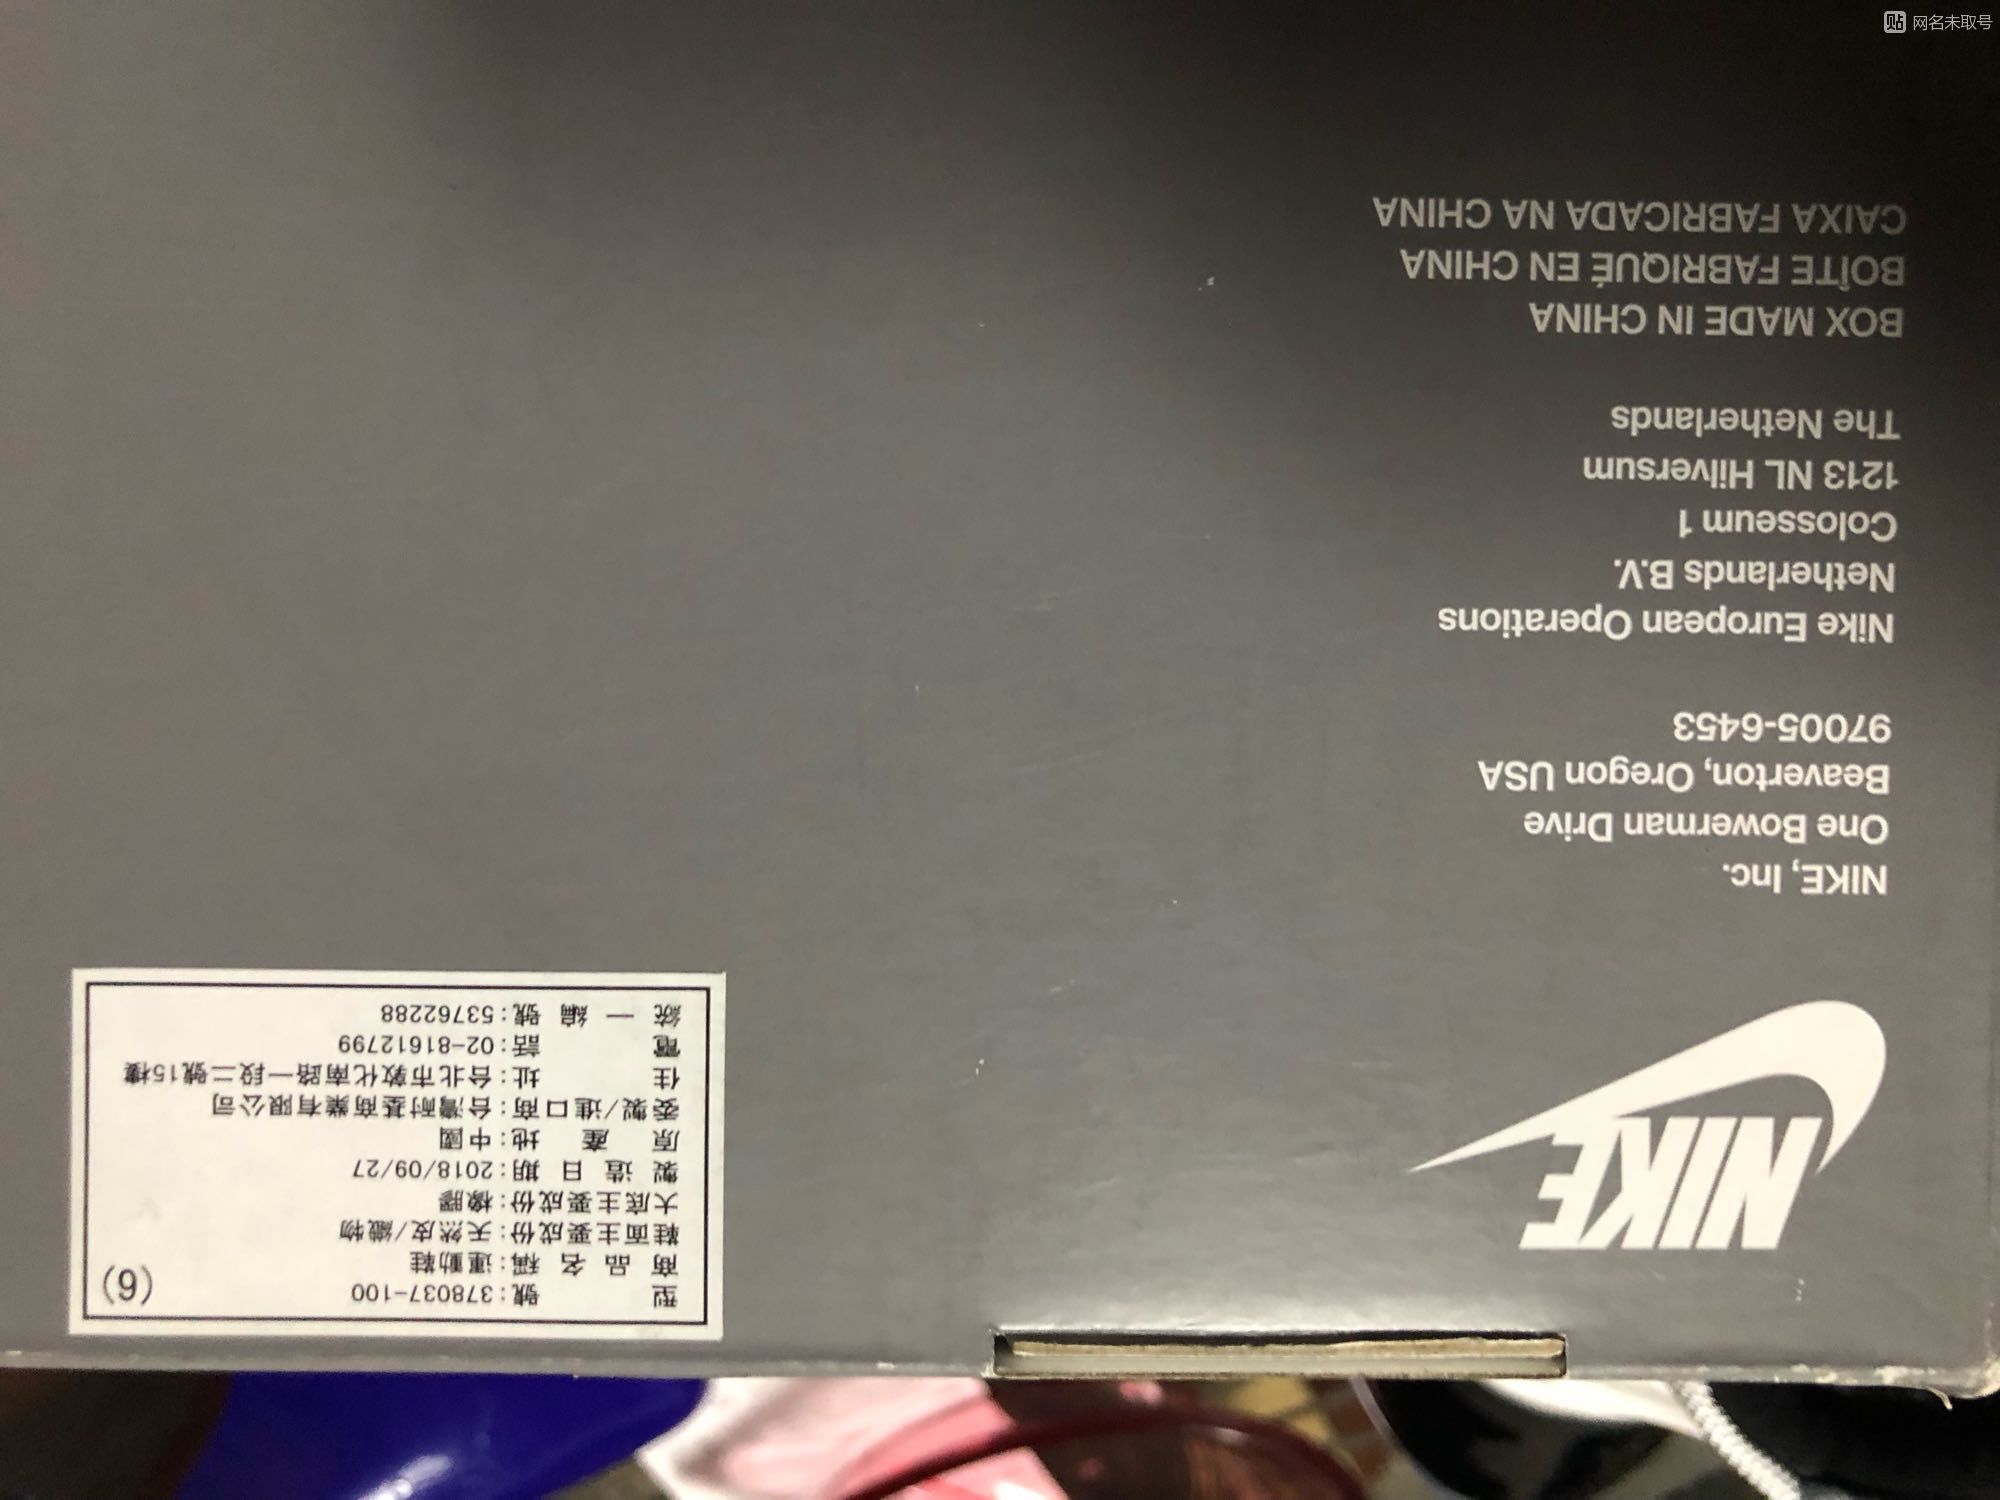 贴 网名未取号
NIKE
NIKE, Inc.
One Bowerman Drive
Beaverton, Oregon USA
97005-6453
Nike European Operations
Netherlands B.V.
Colosseum 1
1213 NL Hilversum
The Netherlands
BOX MADE IN CHINA
BOÎTE FABRIQUÉ EN CHINA
CAIXA FABRICADA NA CHINA
型號:378037-100
(6)
商品名稱:運動鞋
鞋面主要成份:天然皮/織物
大底主要成份:橡膠
製造日期:2018/09/27
原產地:中國
委製/進口商:台灣耐基商業有限公司
住址:台北市敦化南路一段二號15樓
電話:02-81612799
統一編號:53762288